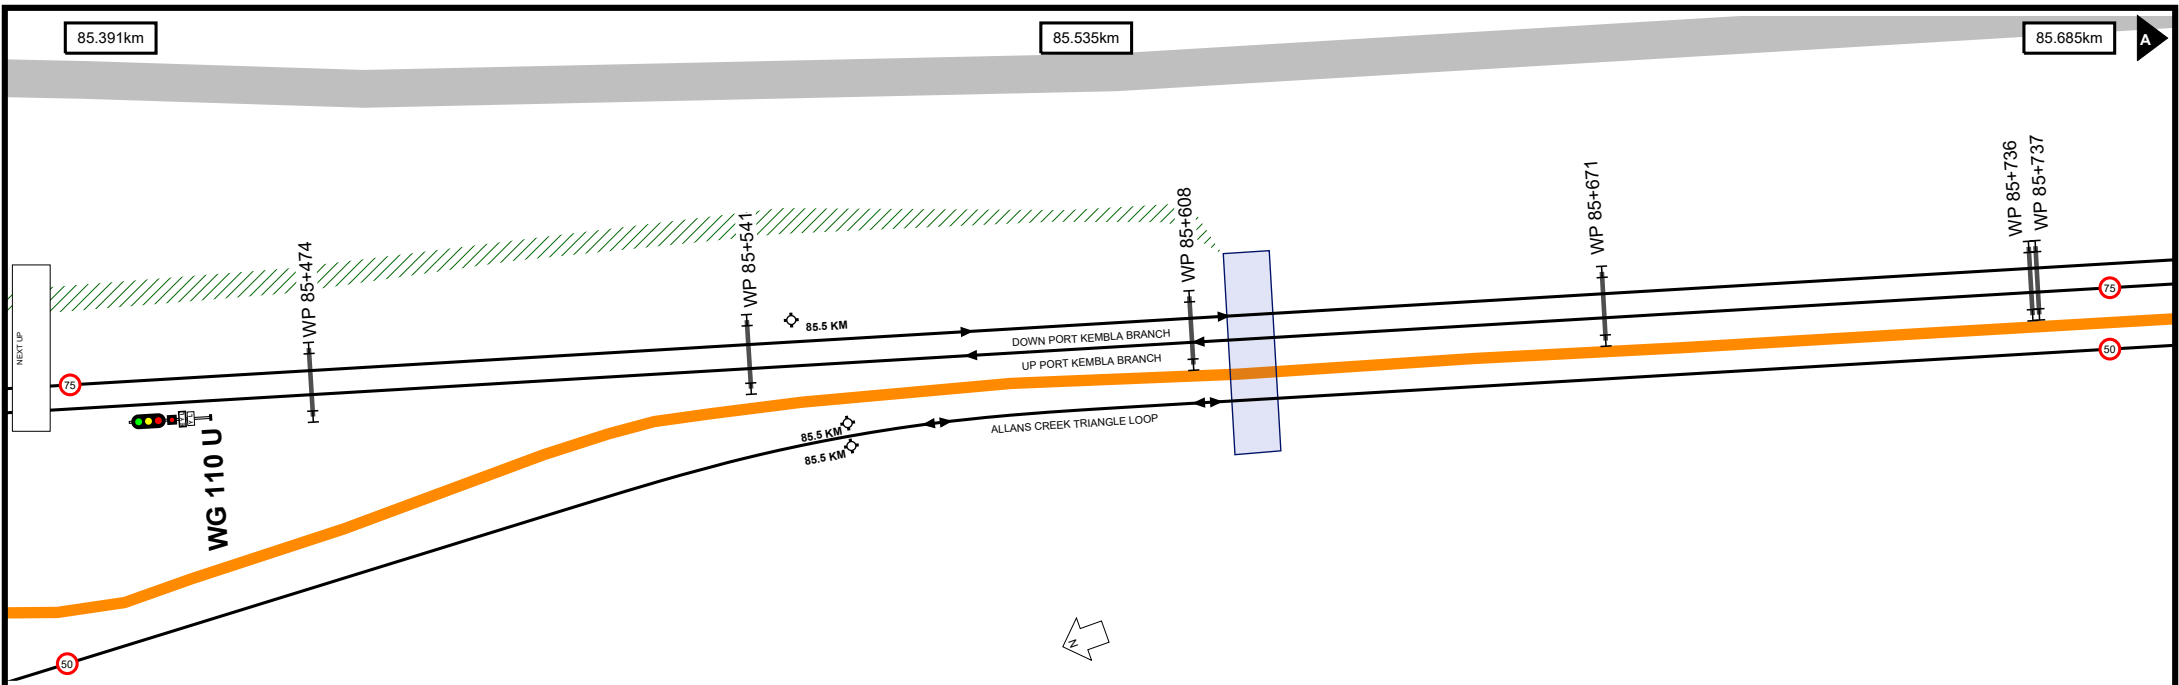 85.391km
85.535km
85.685km
A
WP 85+474
WP 85+541
WP 85+608
WP 85+671
WP 85+736
WP 85+737
NEXT UP
75
85.5 KM
DOWN PORT KEMBLA BRANCH
UP PORT KEMBLA BRANCH
75
50
WG 110 U
85.5 KM
85.5 KM
ALLANS CREEK TRIANGLE LOOP
50
N